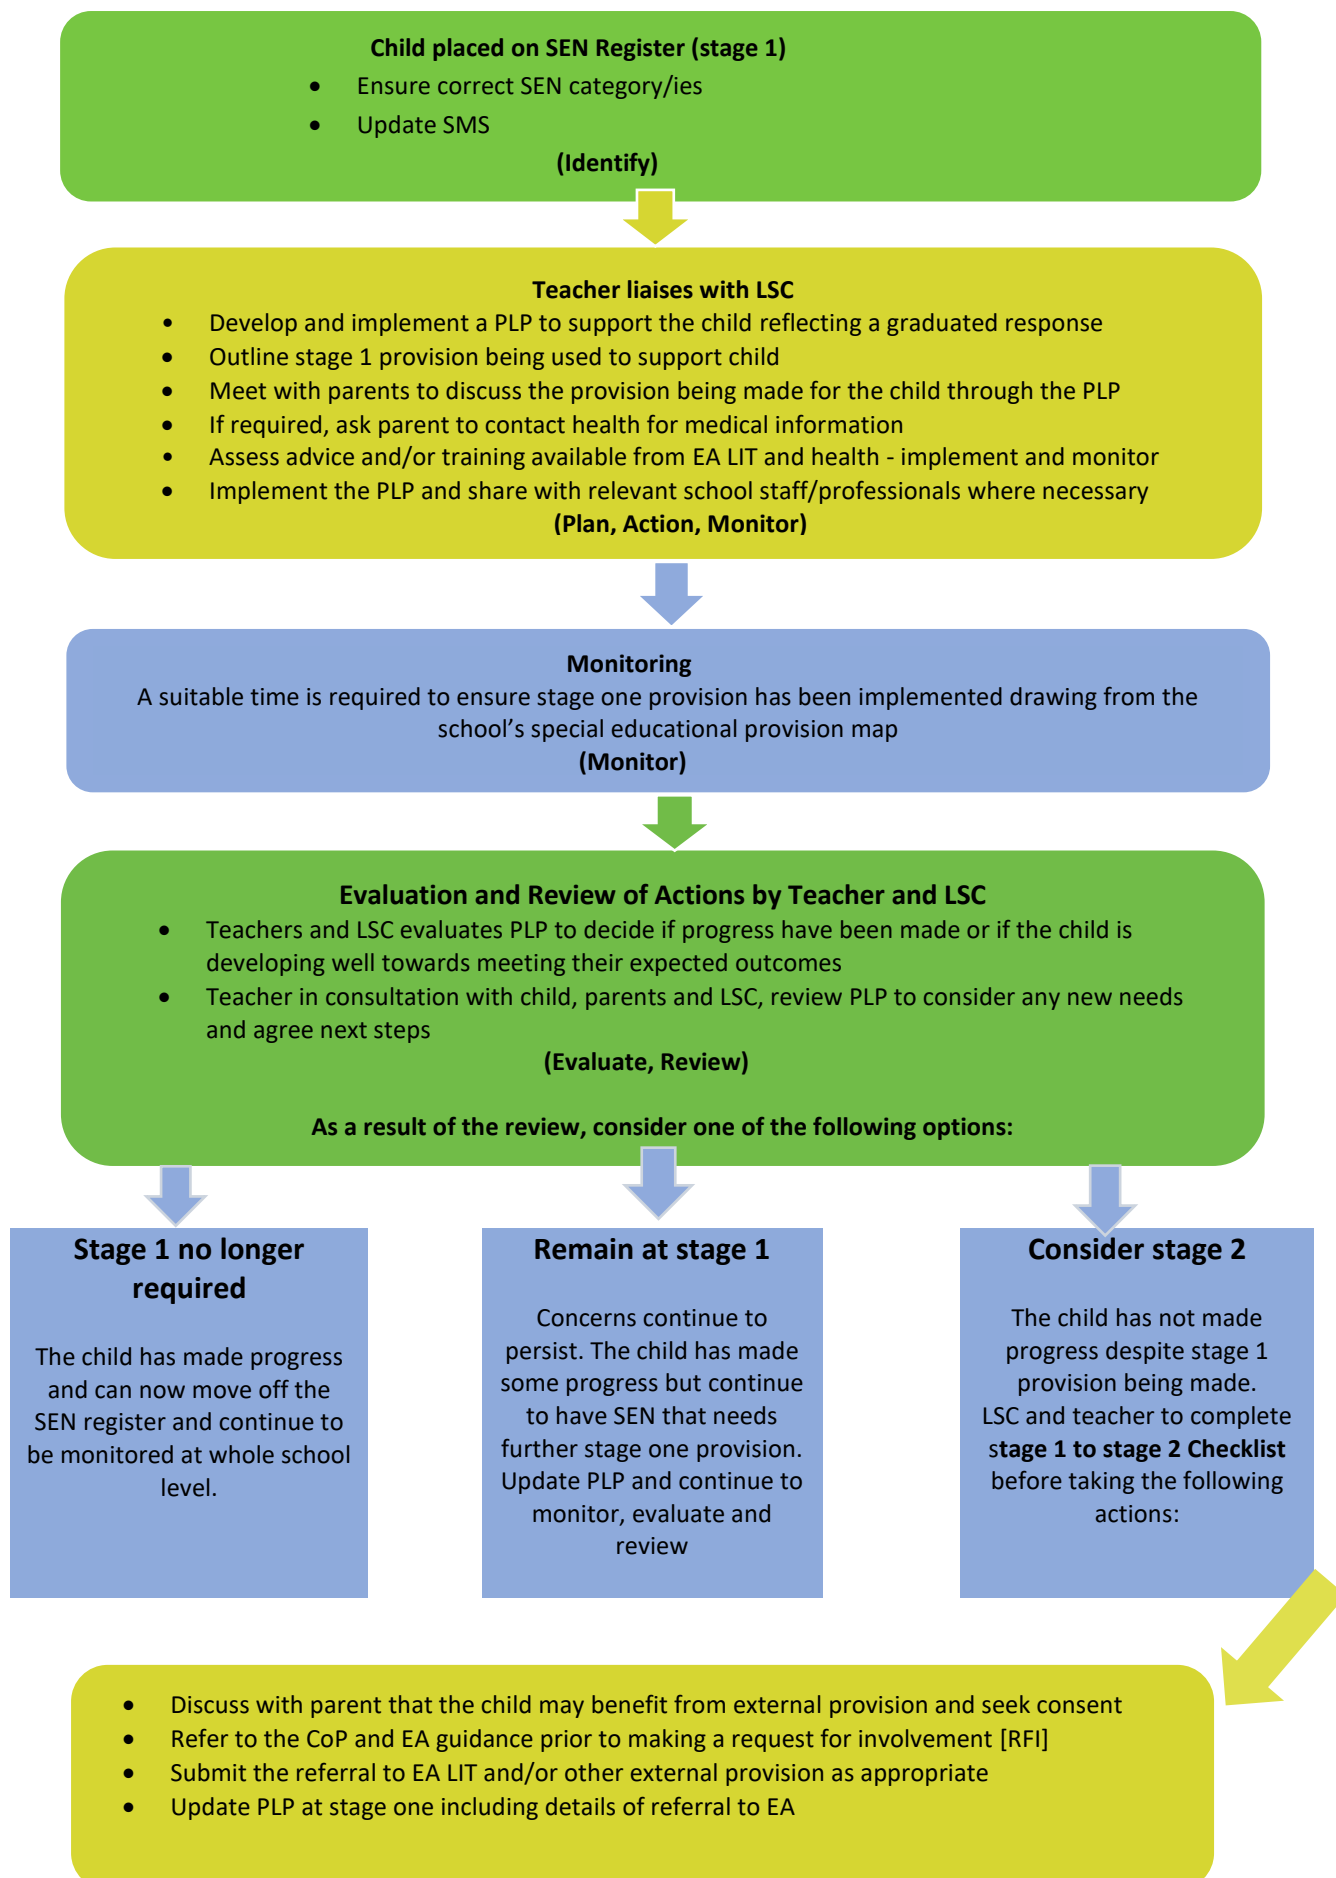 Child placed on SEN Register (stage 1)
• Ensure correct SEN category/ies
• Update SMS
(Identify)
Teacher liaises with LSC
• Develop and implement a PLP to support the child reflecting a graduated response
• Outline stage 1 provision being used to support child
• Meet with parents to discuss the provision being made for the child through the PLP
• If required, ask parent to contact health for medical information
• Assess advice and/or training available from EA LIT and health - implement and monitor
• Implement the PLP and share with relevant school staff/professionals where necessary
(Plan, Action, Monitor)
Monitoring
A suitable time is required to ensure stage one provision has been implemented drawing from the
school’s special educational provision map
(Monitor)
Evaluation and Review of Actions by Teacher and LSC
• Teachers and LSC evaluates PLP to decide if progress have been made or if the child is
developing well towards meeting their expected outcomes
• Teacher in consultation with child, parents and LSC, review PLP to consider any new needs
and agree next steps
(Evaluate, Review)
As a result of the review, consider one of the following options:
Stage 1 no longer
required
The child has made progress
and can now move off the
SEN register and continue to
be monitored at whole school
level.
Remain at stage 1
Concerns continue to
persist. The child has made
some progress but continue
to have SEN that needs
further stage one provision.
Update PLP and continue to
monitor, evaluate and
review
Consider stage 2
The child has not made
progress despite stage 1
provision being made.
LSC and teacher to complete
stage 1 to stage 2 Checklist
before taking the following
actions:
• Discuss with parent that the child may benefit from external provision and seek consent
• Refer to the CoP and EA guidance prior to making a request for involvement [RFI]
• Submit the referral to EA LIT and/or other external provision as appropriate
• Update PLP at stage one including details of referral to EA